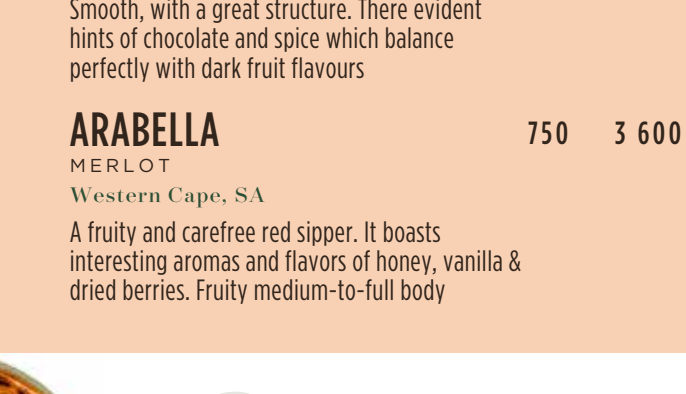 Smooth, with a great structure. There evident
hints of chocolate and spice which balance
perfectly with dark fruit flavours
ARABELLA 750 3 600
MERLOT
Western Cape, SA
A fruity and carefree red sipper. It boasts
interesting aromas and flavors of honey, vanilla &
dried berries. Fruity medium-to-full body